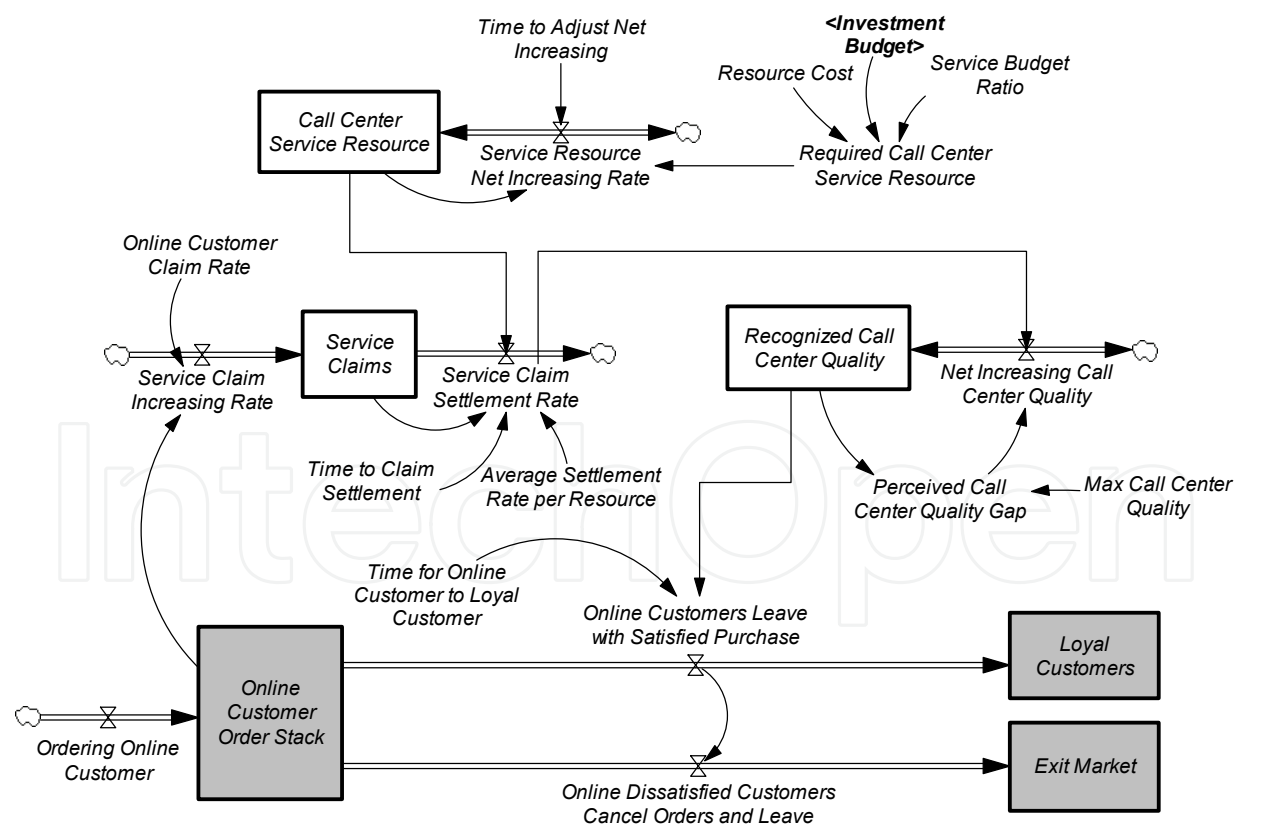 Time to Adjust Net
Increasing
<Investment
Budget>
Resource Cost
Service Budget
Ratio
Call Center
Service Resource
Service Resource
Net Increasing Rate
Required Call Center
Service Resource
Online Customer
Claim Rate
Service
Claims
Service Claim
Increasing Rate
Service Claim
Settlement Rate
Recognized Call
Center Quality
Net Increasing Call
Center Quality
Time to Claim
Settlement
Average Settlement
Rate per Resource
Perceived Call
Center Quality Gap
Max Call Center
Quality
IntechOpen
Time for Online
Customer to Loyal
Customer
Online Customers Leave
with Satisfied Purchase
Loyal
Customers
Online
Customer
Order Stack
Ordering Online
Customer
Exit Market
Online Dissatisfied Customers
Cancel Orders and Leave